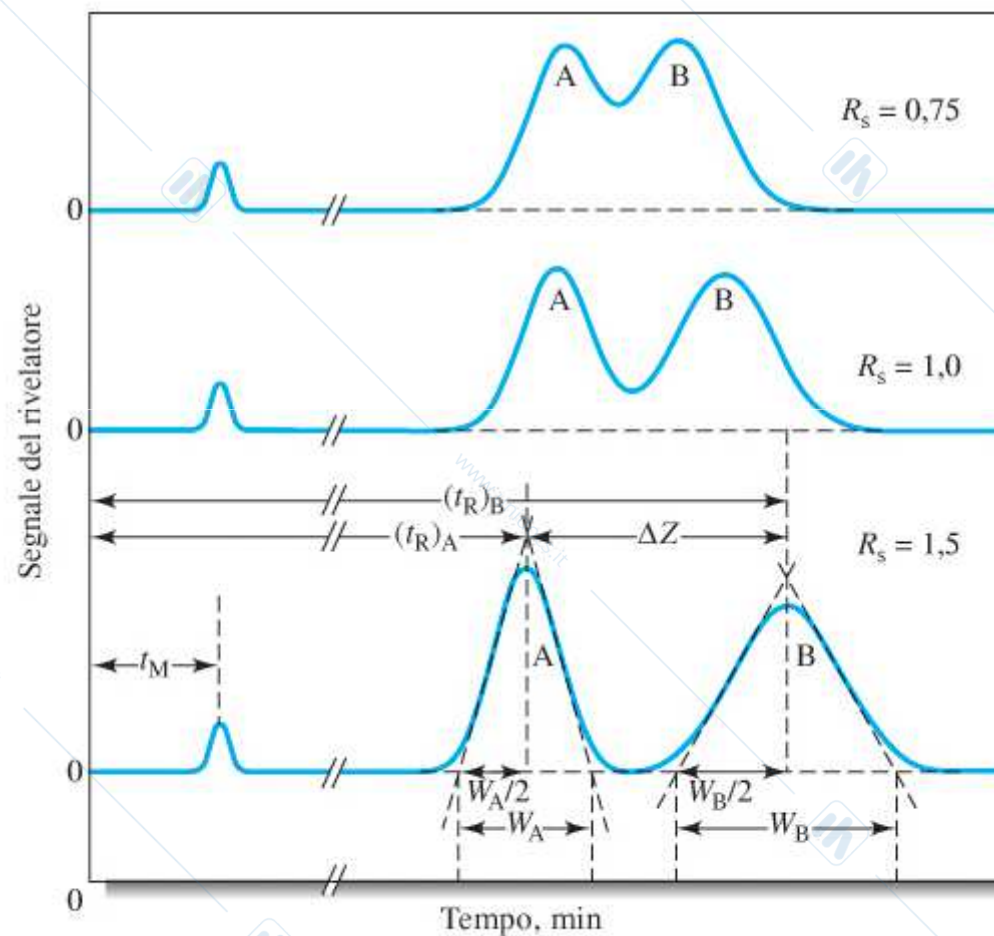 A
B
R_s = 0,75
0
A
B
R_s = 1,0
0
Segnale del rivelatore
(t_R)_B
(t_R)_A
ΔZ
R_s = 1,5
t_M
A
B
0
W_A/2
W_B/2
W_A
W_B
0
Tempo, min